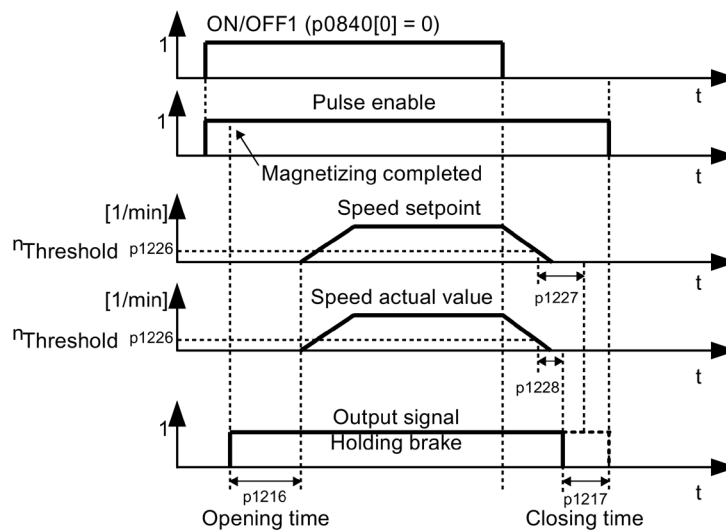 ON/OFF1 (p0840[0] = 0)
1
t
Pulse enable
1
t
Magnetizing completed
[1/min]
Speed setpoint
nThreshold p1226
p1227
t
[1/min]
Speed actual value
nThreshold p1226
p1228
t
Output signal
1
Holding brake
t
p1216
p1217
Opening time
Closing time